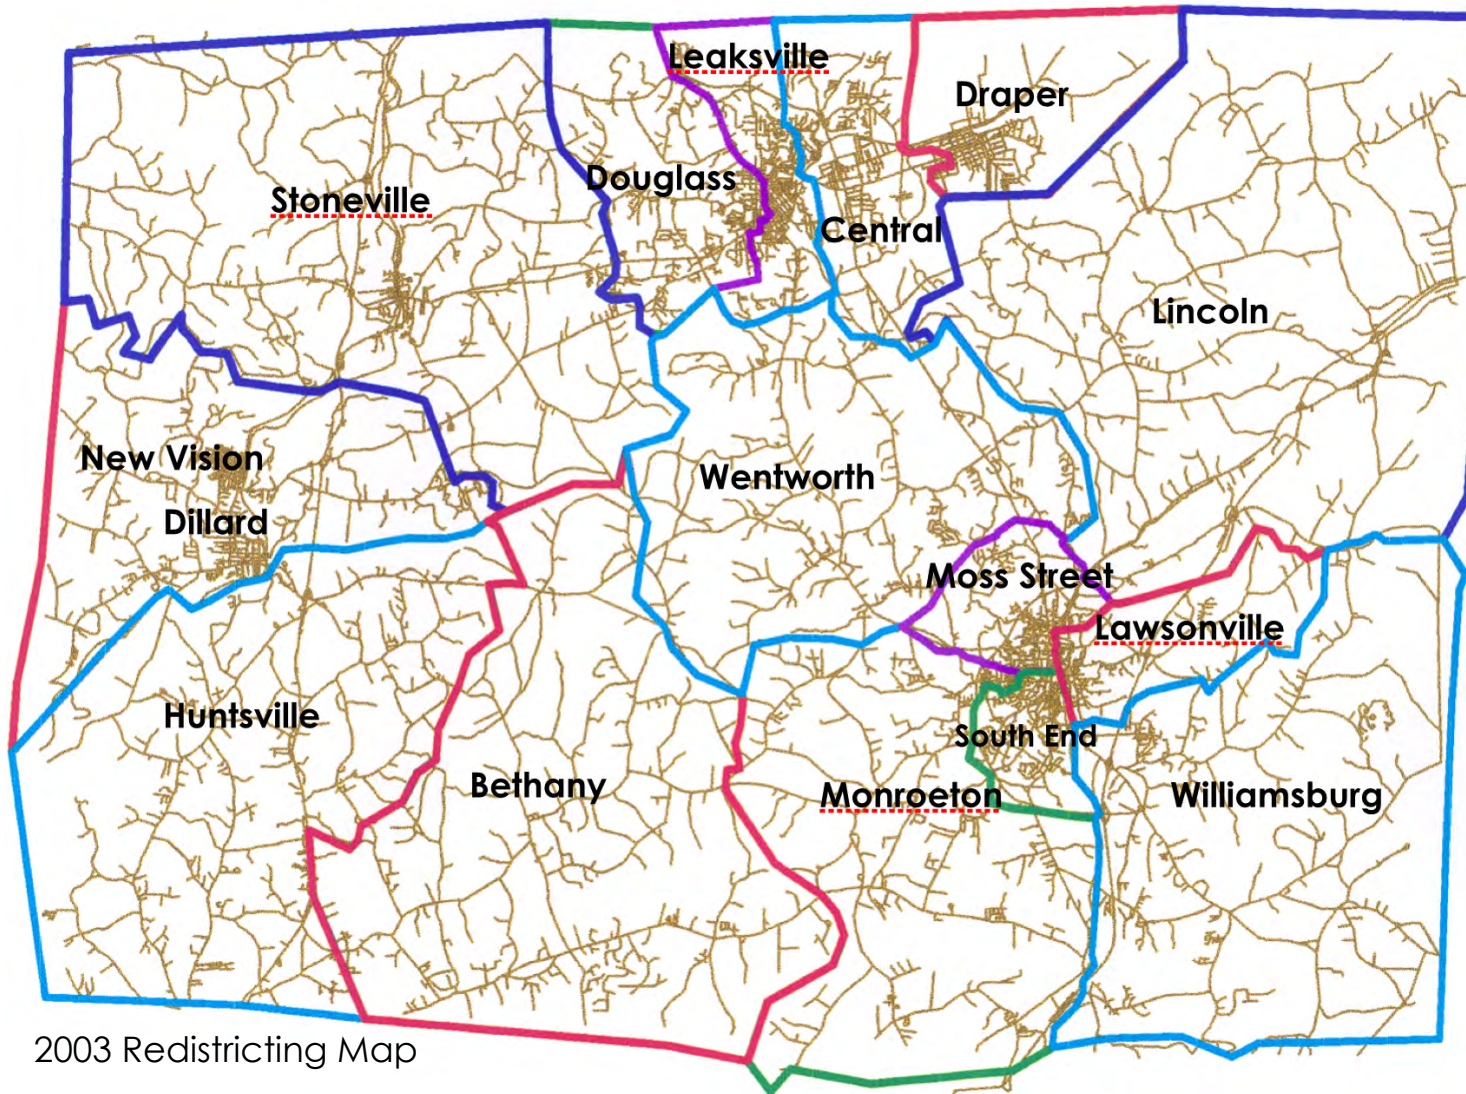 Leaksville
Draper
Douglass
Stoneville
Central
Lincoln
New Vision
Wentworth
Dillard
Moss Street
Lawsonville
Huntsville
South End
Bethany
Monroeton
Williamsburg
2003 Redistricting Map